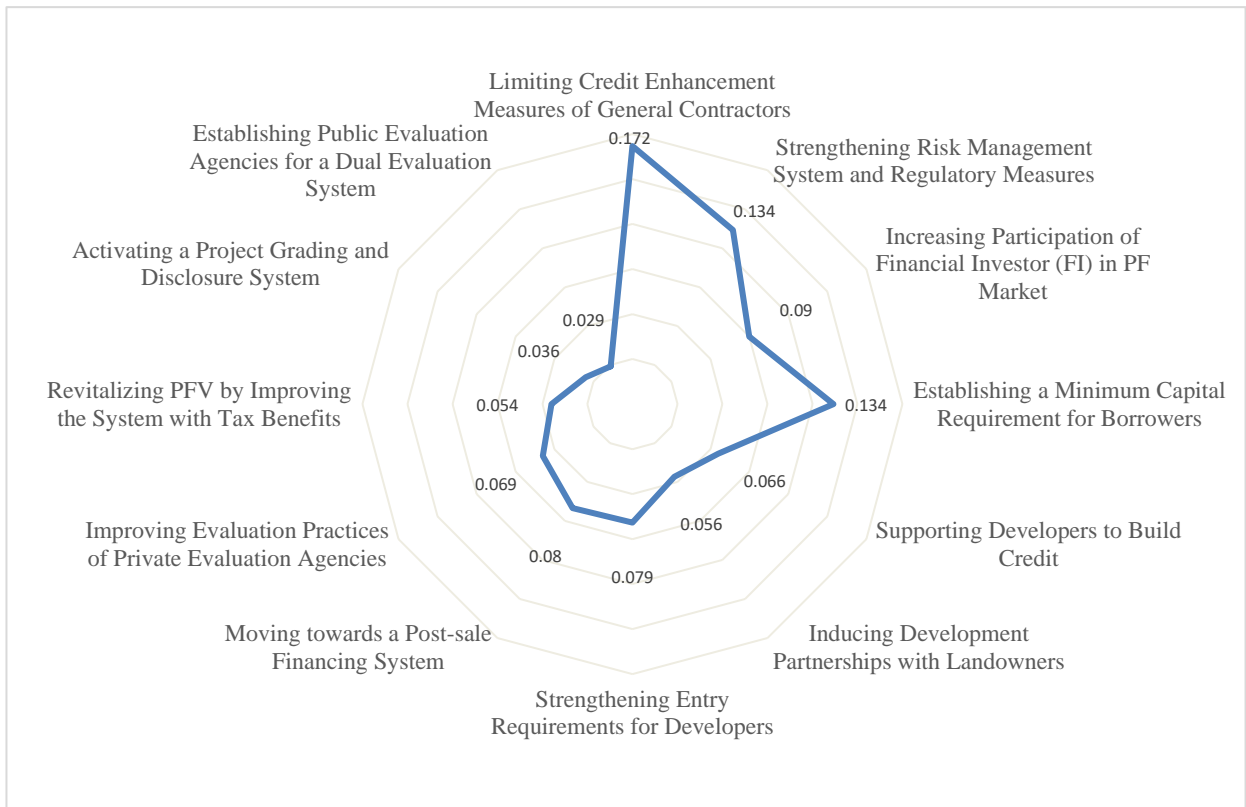 Limiting Credit Enhancement
Measures of General Contractors
0.172
Strengthening Risk Management
System and Regulatory Measures
0.134
Increasing Participation of
Financial Investor (FI) in PF
Market
0.09
Establishing a Minimum Capital
Requirement for Borrowers
0.134
Supporting Developers to Build
Credit
0.066
Inducing Development
Partnerships with Landowners
0.056
Strengthening Entry
Requirements for Developers
0.079
Moving towards a Post-sale
Financing System
0.08
Improving Evaluation Practices
of Private Evaluation Agencies
0.069
Revitalizing PFV by Improving
the System with Tax Benefits
0.054
Activating a Project Grading and
Disclosure System
0.036
Establishing Public Evaluation
Agencies for a Dual Evaluation
System
0.029